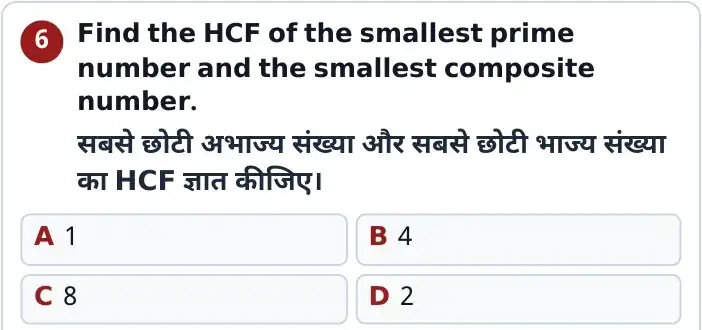 6 Find the HCF of the smallest prime
number and the smallest composite
number.
सबसे छोटी अभाज्य संख्या और सबसे छोटी भाज्य संख्या
का HCF ज्ञात कीजिए।
A 1
B 4
C 8
D 2